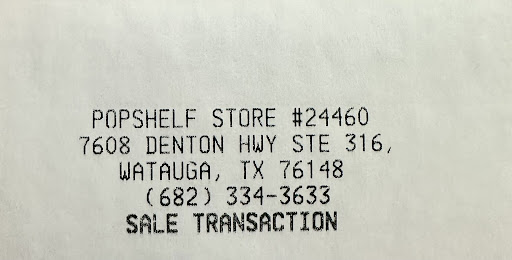 POPSHELF STORE #24460
7608 DENTON HWY STE 316,
WATAUGA, TX 76148
(682) 334-3633
SALE TRANSACTION